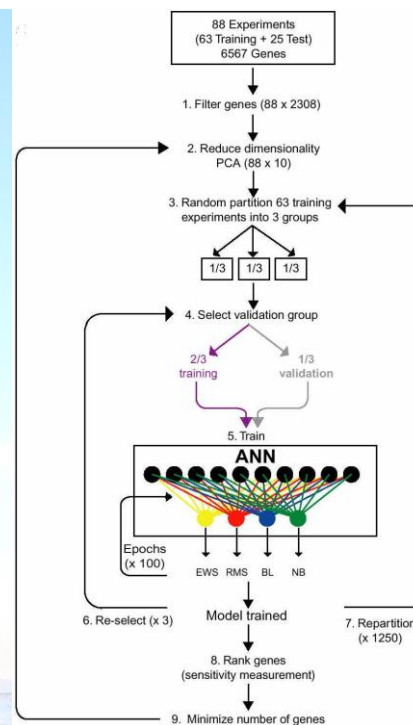 88 Experiments
(63 Training + 25 Test)
6567 Genes
1. Filter genes (88 x 2308)
2. Reduce dimensionality
PCA (88 x 10)
3. Random partition 63 training
experiments into 3 groups
1/3 1/3 1/3
4. Select validation group
2/3
training
1/3
validation
5. Train
ANN
Epochs
(x 100)
EWS RMS BL NB
Model trained
6. Re-select (x 3)
7. Repartition
(x 1250)
8. Rank genes
(sensitivity measurement)
9. Minimize number of genes